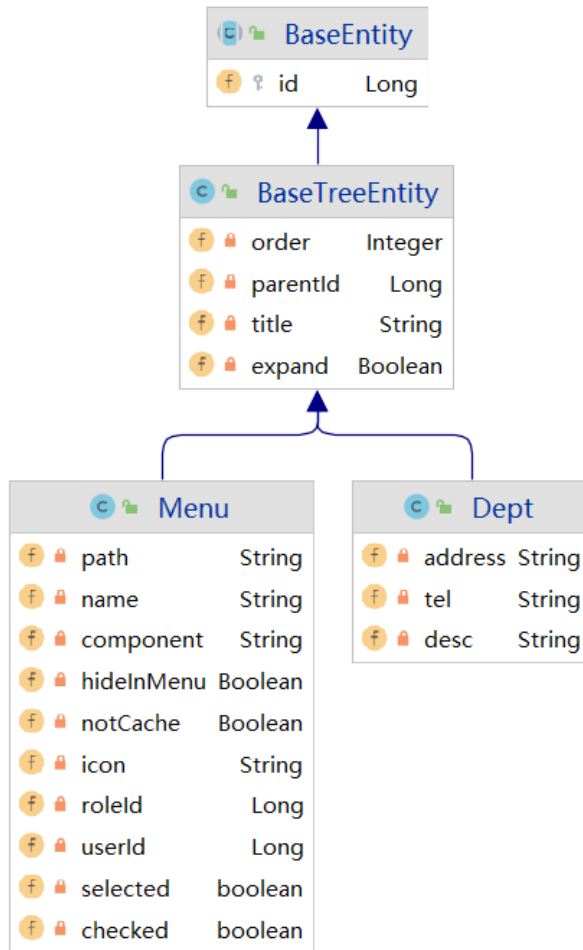 BaseEntity
id Long
BaseTreeEntity
order Integer
parentId Long
title String
expand Boolean
Menu
path String
name String
component String
hideInMenu Boolean
notCache Boolean
icon String
roleId Long
userId Long
selected boolean
checked boolean
Dept
address String
tel String
desc String